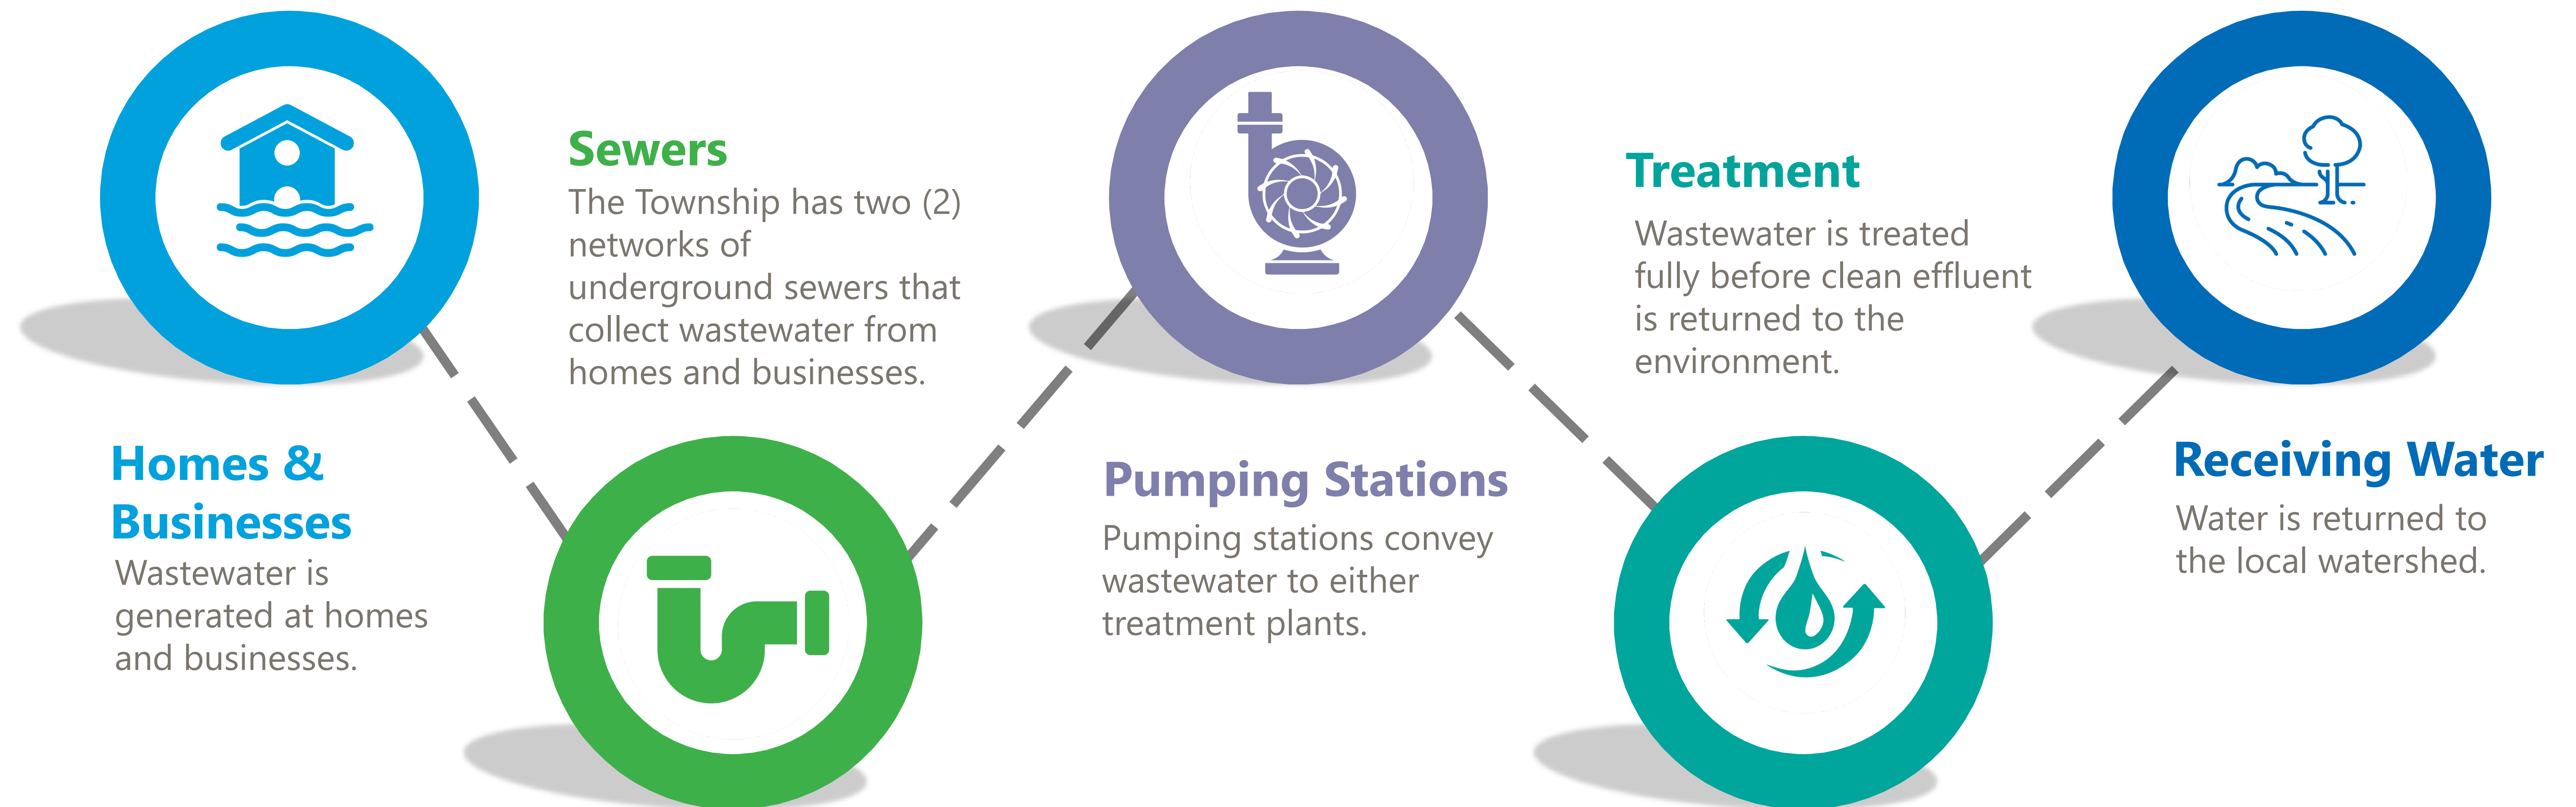 Homes &
Businesses
Wastewater is
generated at homes
and businesses.
Sewers
The Township has two (2)
networks of
underground sewers that
collect wastewater from
homes and businesses.
Pumping Stations
Pumping stations convey
wastewater to either
treatment plants.
Treatment
Wastewater is treated
fully before clean effluent
is returned to the
environment.
Receiving Water
Water is returned to
the local watershed.